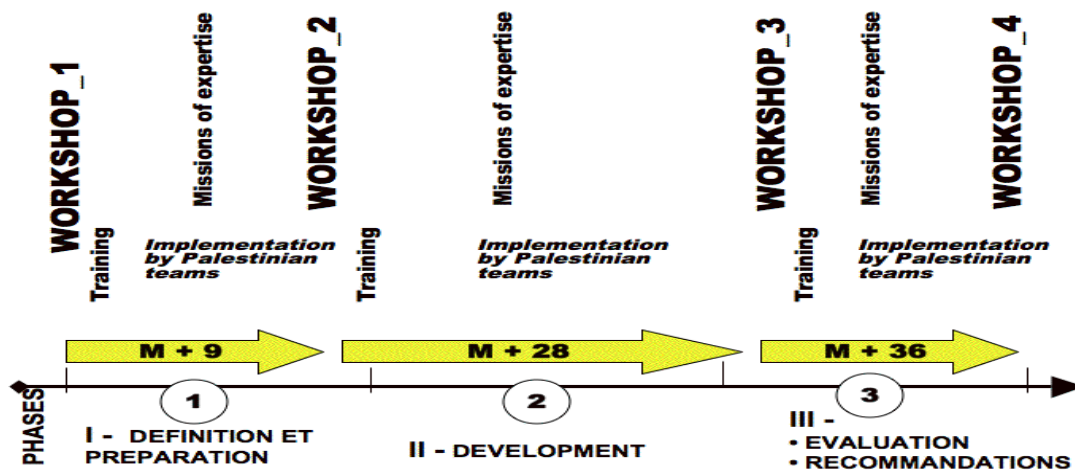 WORKSHOP_1
Training
Missions of expertise
Implementation
by Palestinian
teams
WORKSHOP_2
Training
Missions of expertise
Implementation
by Palestinian
teams
WORKSHOP_3
Training
Missions of expertise
Implementation
by Palestinian
teams
WORKSHOP_4
M + 9
M + 28
M + 36
PHASES
1
2
3
I - DEFINITION ET
PREPARATION
II - DEVELOPMENT
III -
• EVALUATION
• RECOMMANDATIONS